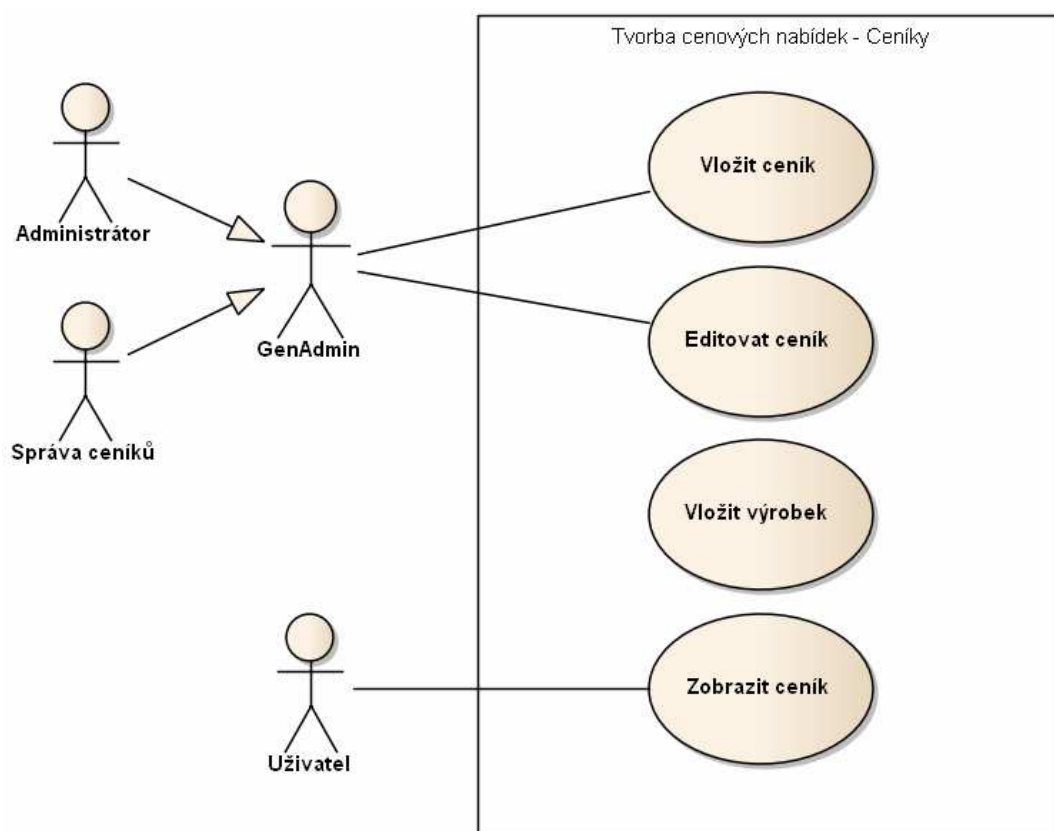 Tvorba cenových nabídek - Ceníky
Vložit ceník
Administrátor
GenAdmin
Editovat ceník
Správa ceníků
Vložit výrobek
Zobrazit ceník
Uživatel